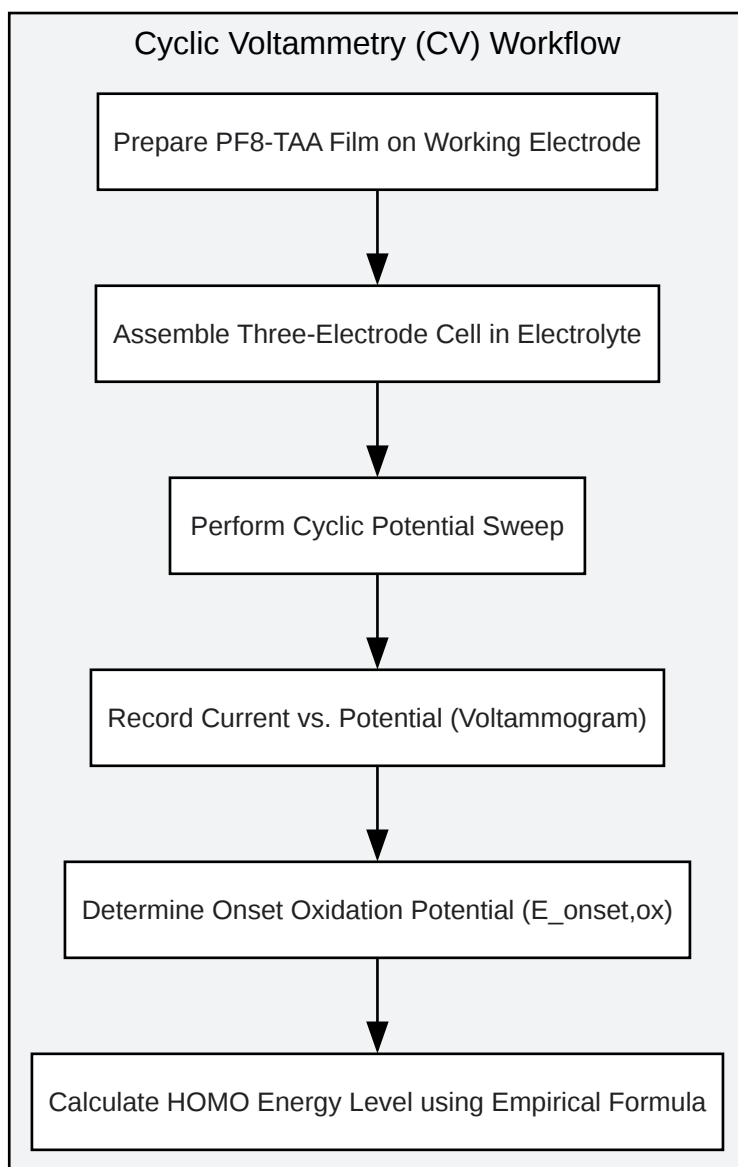 Cyclic Voltammetry (CV) Workflow
Prepare PF8-TAA Film on Working Electrode
Assemble Three-Electrode Cell in Electrolyte
Perform Cyclic Potential Sweep
Record Current vs. Potential (Voltammogram)
Determine Onset Oxidation Potential (E_onset,ox)
Calculate HOMO Energy Level using Empirical Formula